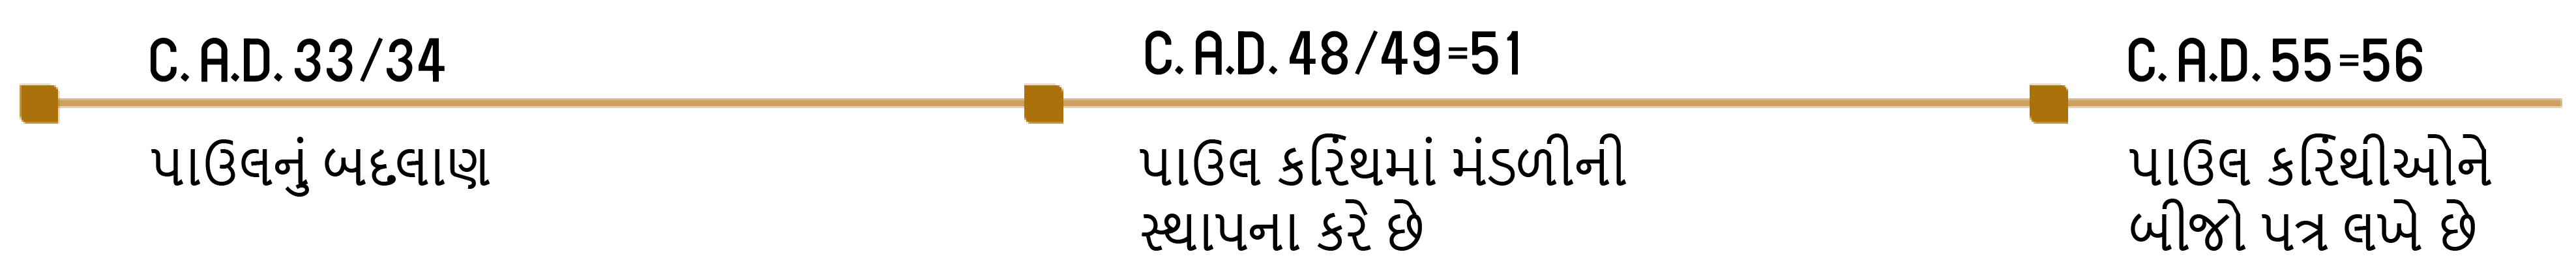 C. A.D. 33/34
પાઉલનું બદલાણ
C. A.D. 48/49=51
પાઉલ કરિંથમાં મંડળીની
સ્થાપના કરે છે
C. A.D. 55=56
પાઉલ કરિંથીઓને
બીજો પત્ર લખે છે